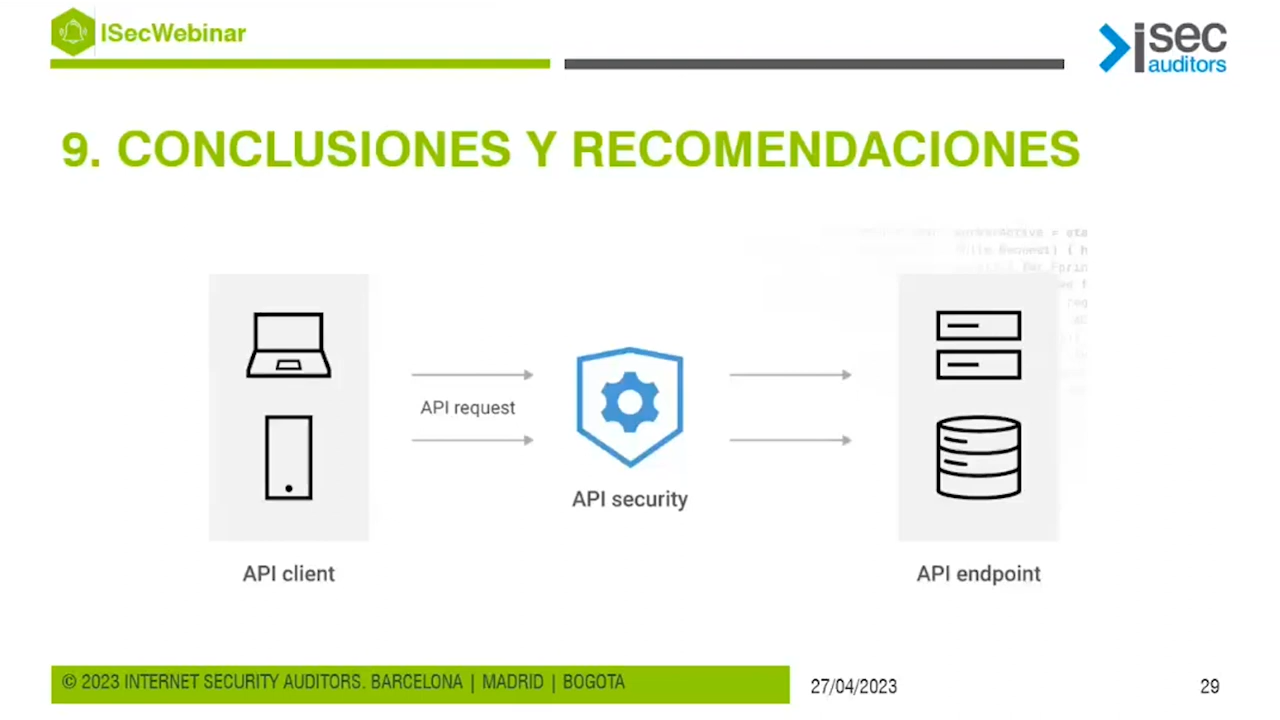 ISecWebinar
isec
auditors
9. CONCLUSIONES Y RECOMENDACIONES
API request
API security
API client
API endpoint
© 2023 INTERNET SECURITY AUDITORS. BARCELONA | MADRID | BOGOTA
27/04/2023
29